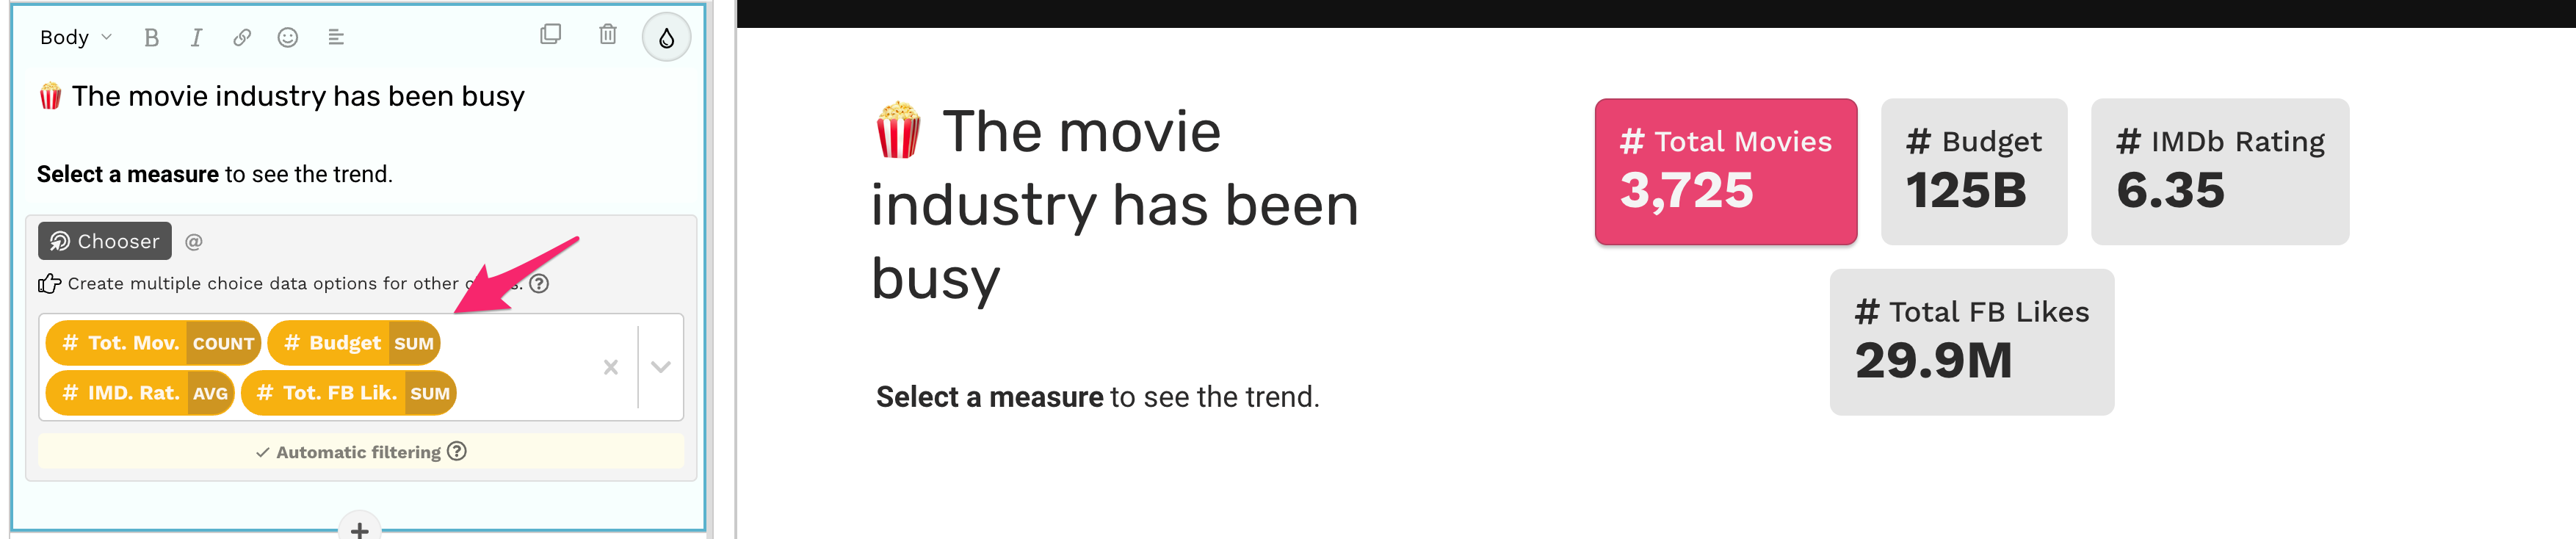 Body B I
The movie industry has been busy
Select a measure to see the trend.
Chooser @
Create multiple choice data options for other
# Tot. Mov. COUNT # Budget SUM
# IMD. Rat. AVG # Tot. FB Lik. SUM
Automatic filtering ?
The movie
industry has been
busy
Select a measure to see the trend.
# Total Movies
3,725
# Budget
125B
# IMDb Rating
6.35
# Total FB Likes
29.9M